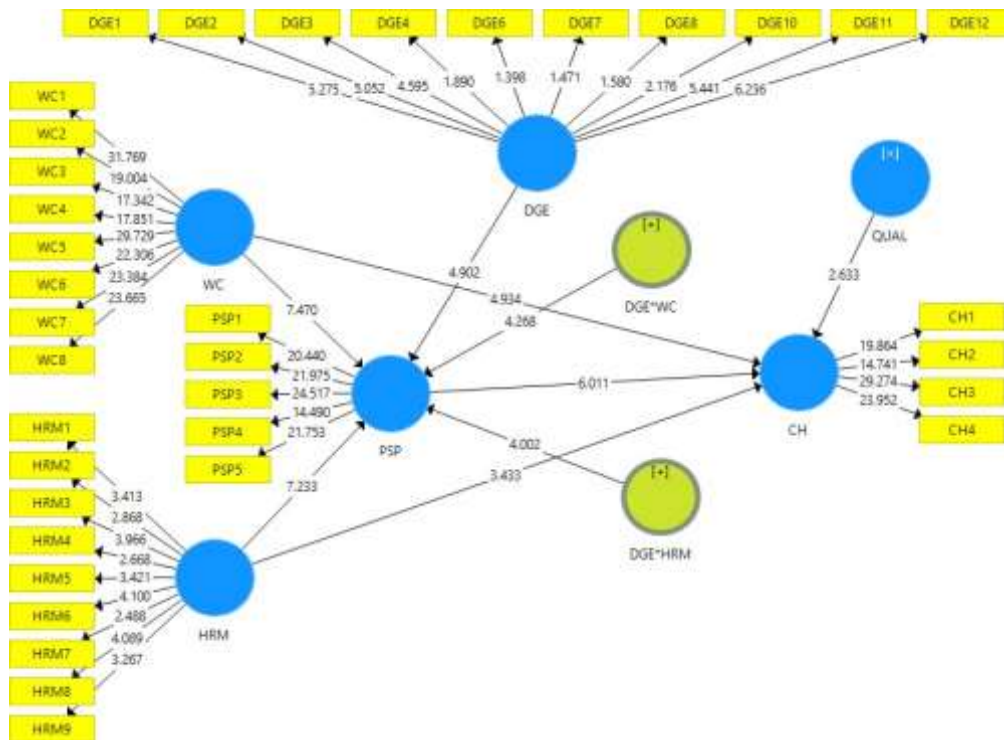 DGE1 DGE2 DGE3 DGE4 DGE6 DGE7 DGE8 DGE10 DGE11 DGE12
3.275 3.052 4.595 1.890 1.398 1.471 1.580 2.176 5.441 6.236
DGE
WC1
WC2
WC3
WC4
WC5
WC6
WC7
WC8
31.769
19.004
17.342
17.851
29.729
22.306
23.384
23.665
WC
[+]
QUAL
[+]
DGE*WC
4.902
2.633
4.934
4.268
7.470
PSP1
PSP2
PSP3
PSP4
PSP5
20.440
21.975
24.517
14.490
21.753
PSP
6.011
CH1
CH2
CH3
CH4
19.864
14.741
29.274
23.952
CH
4.002
3.433
7.233
[+]
DGE*HRM
HRM1
HRM2
HRM3
HRM4
HRM5
HRM6
HRM7
HRM8
HRM9
3.413
2.868
3.966
2.668
3.421
4.100
2.488
4.089
3.267
HRM